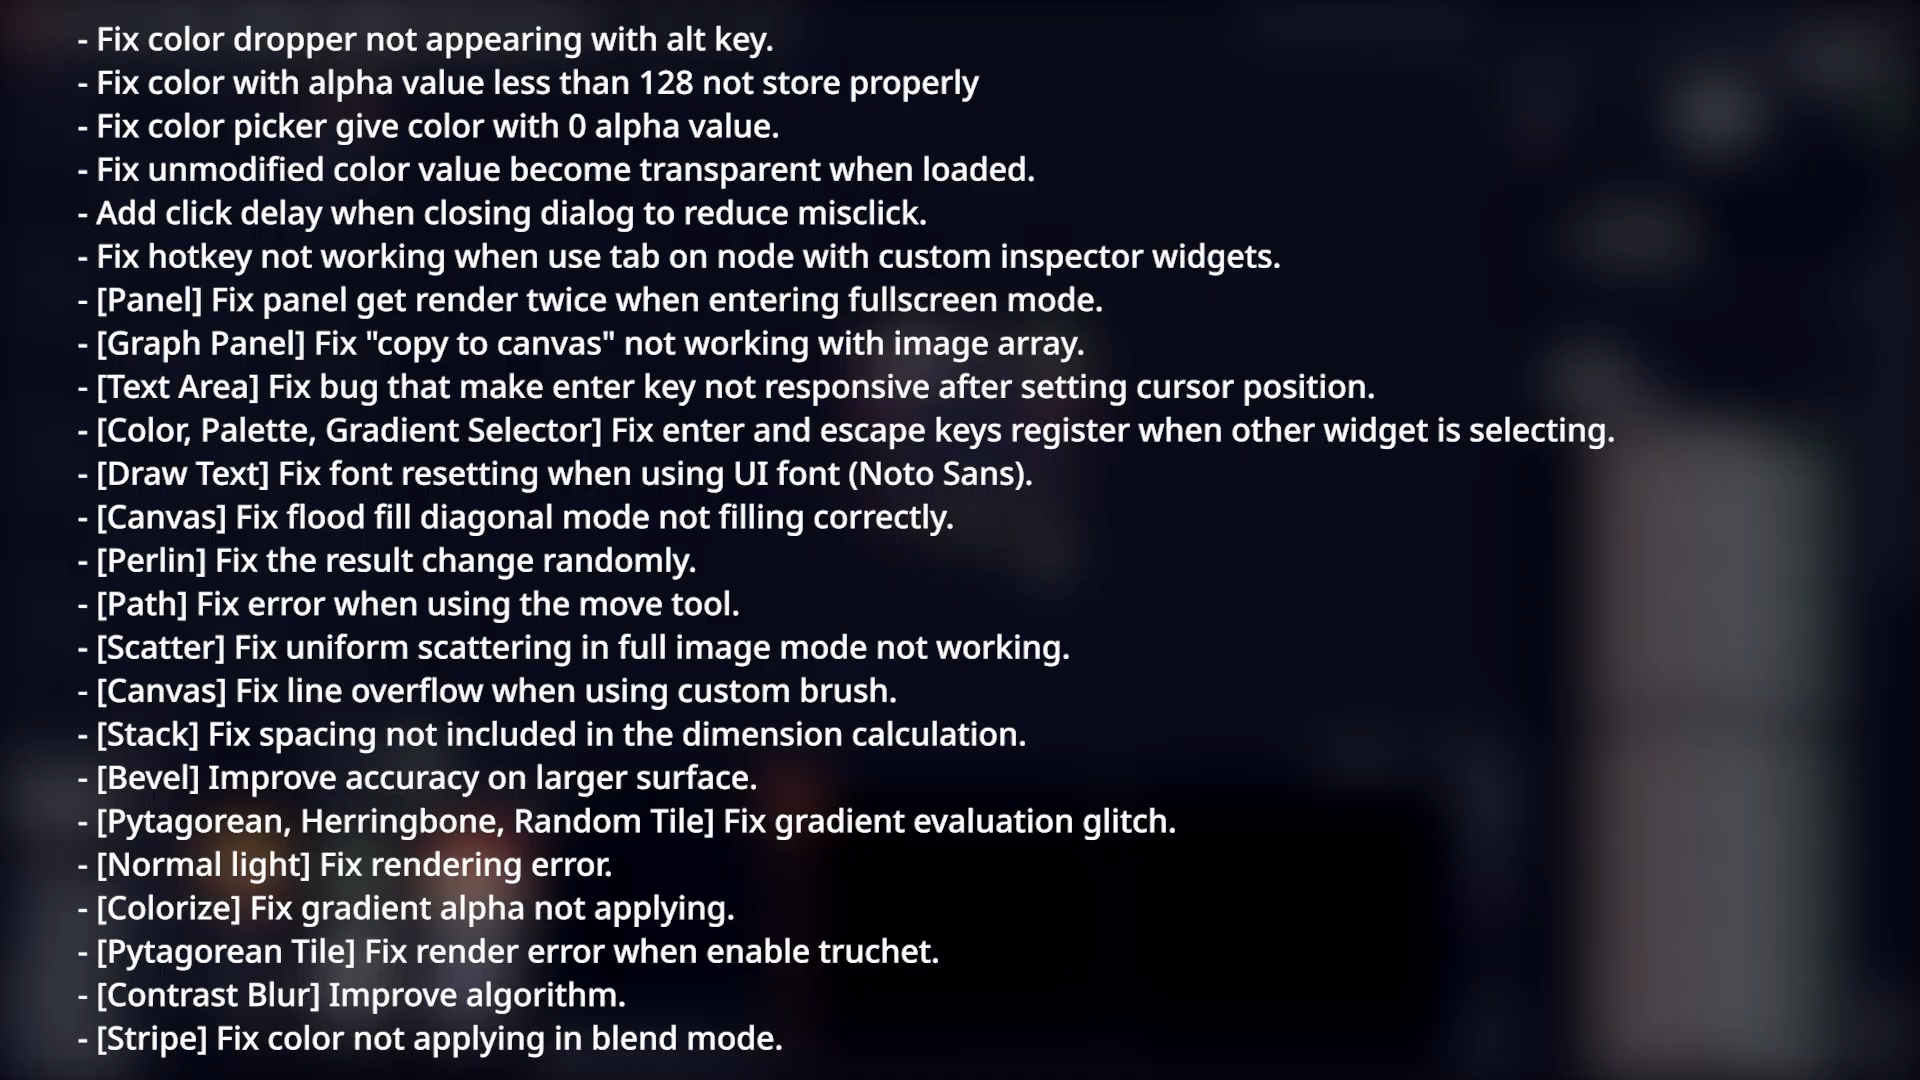 - Fix color dropper not appearing with alt key.
- Fix color with alpha value less than 128 not store properly
- Fix color picker give color with 0 alpha value.
- Fix unmodified color value become transparent when loaded.
- Add click delay when closing dialog to reduce misclick.
- Fix hotkey not working when use tab on node with custom inspector widgets.
- [Panel] Fix panel get render twice when entering fullscreen mode.
- [Graph Panel] Fix "copy to canvas" not working with image array.
- [Text Area] Fix bug that make enter key not responsive after setting cursor position.
- [Color, Palette, Gradient Selector] Fix enter and escape keys register when other widget is selecting.
- [Draw Text] Fix font resetting when using UI font (Noto Sans).
- [Canvas] Fix flood fill diagonal mode not filling correctly.
- [Perlin] Fix the result change randomly.
- [Path] Fix error when using the move tool.
- [Scatter] Fix uniform scattering in full image mode not working.
- [Canvas] Fix line overflow when using custom brush.
- [Stack] Fix spacing not included in the dimension calculation.
- [Bevel] Improve accuracy on larger surface.
- [Pytagorean, Herringbone, Random Tile] Fix gradient evaluation glitch.
- [Normal light] Fix rendering error.
- [Colorize] Fix gradient alpha not applying.
- [Pytagorean Tile] Fix render error when enable truchet.
- [Contrast Blur] Improve algorithm.
- [Stripe] Fix color not applying in blend mode.